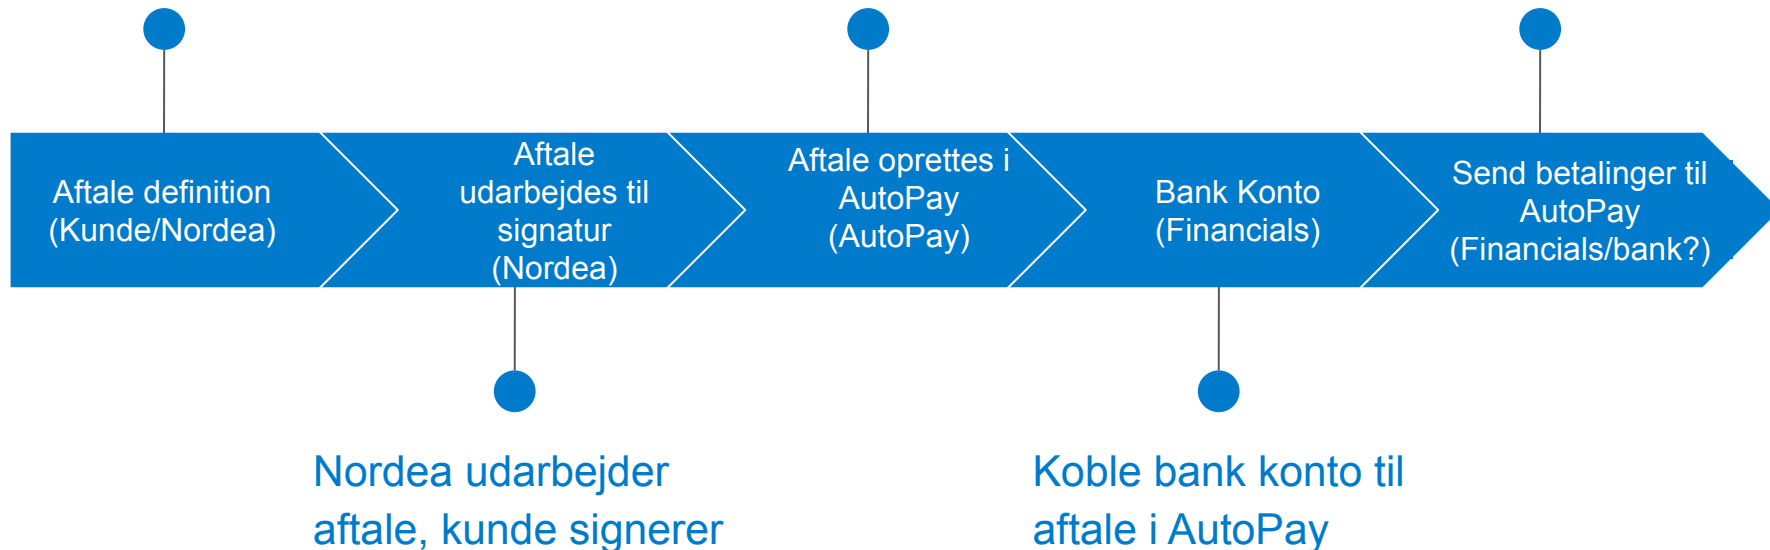 Aftale definition
(Kunde/Nordea)
Aftale
udarbejdes til
signatur
(Nordea)
Aftale oprettes i
AutoPay
(AutoPay)
Bank Konto
(Financials)
Send betalinger til
AutoPay
(Financials/bank?)
Nordea udarbejder
aftale, kunde signerer
Koble bank konto til
aftale i AutoPay